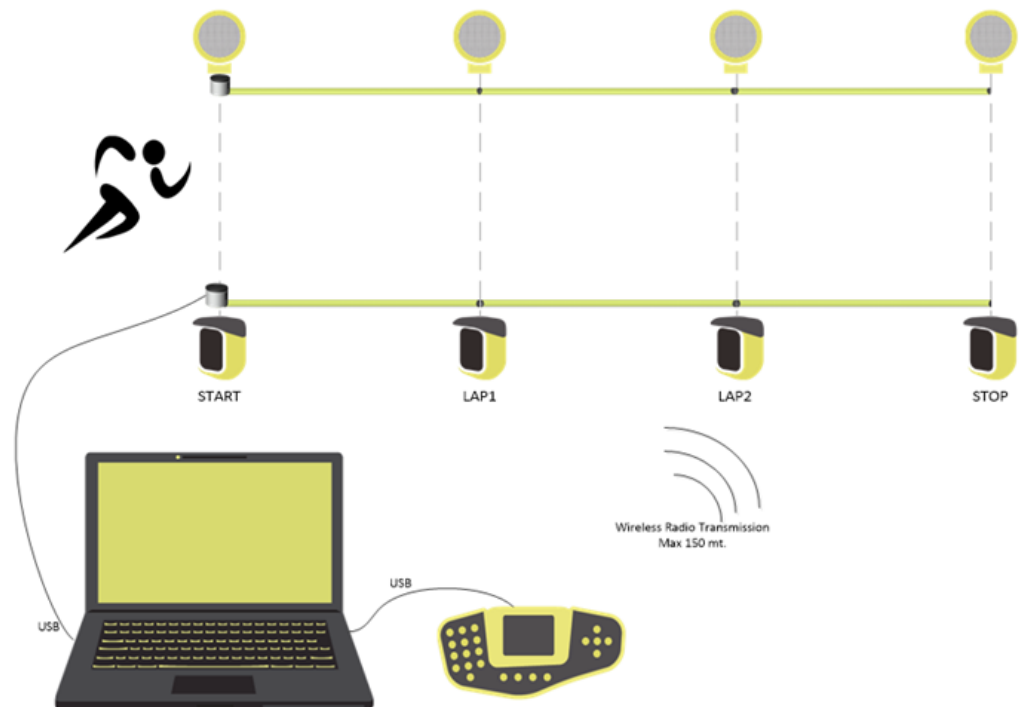 START
LAP1
LAP2
STOP
Wireless Radio Transmission
Max 150 mt.
USB
USB